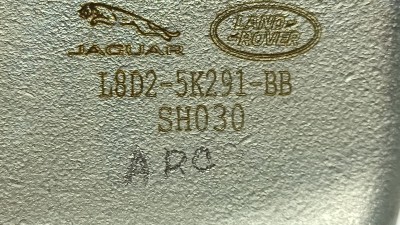 JAGUAR LAND ROVER
L8D2-5K291-BB
SH030
ARC